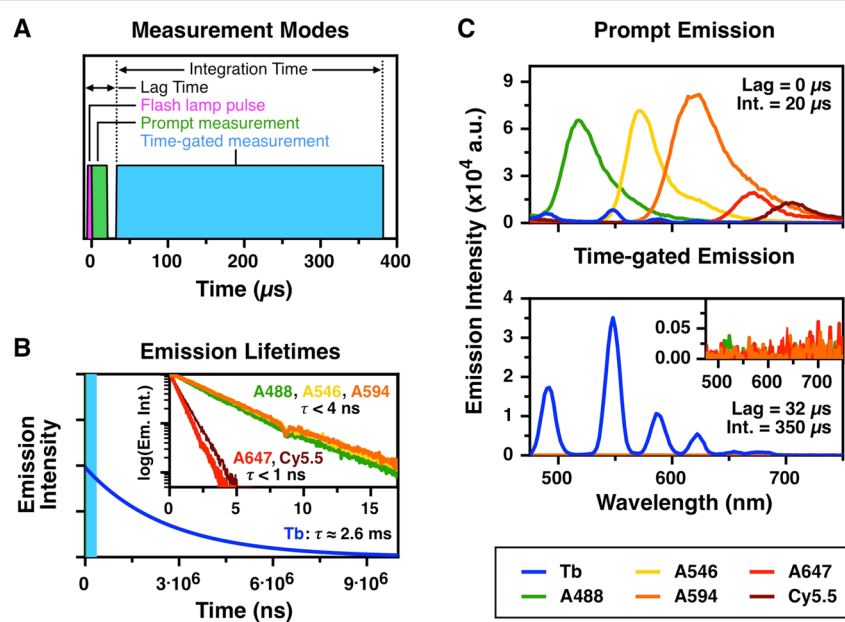 A
Measurement Modes
Integration Time
Lag Time
Flash lamp pulse
Prompt measurement
Time-gated measurement
0 100 200 300 400
Time (µs)
B
Emission Lifetimes
Emission
Intensity
log(Em. Int.)
A488, A546, A594
τ < 4 ns
A647, Cy5.5
τ < 1 ns
0 5 10 15
Tb: τ ≈ 2.6 ms
0 3·10⁶ 6·10⁶ 9·10⁶
Time (ns)
C
Prompt Emission
Emission Intensity (x10⁴ a.u.)
Lag = 0 µs
Int. = 20 µs
9
6
3
0
Time-gated Emission
4
3
2
1
0
0.05
0.00
500 600 700
Lag = 32 µs
Int. = 350 µs
500 600 700
Wavelength (nm)
Tb A546 A647
A488 A594 Cy5.5